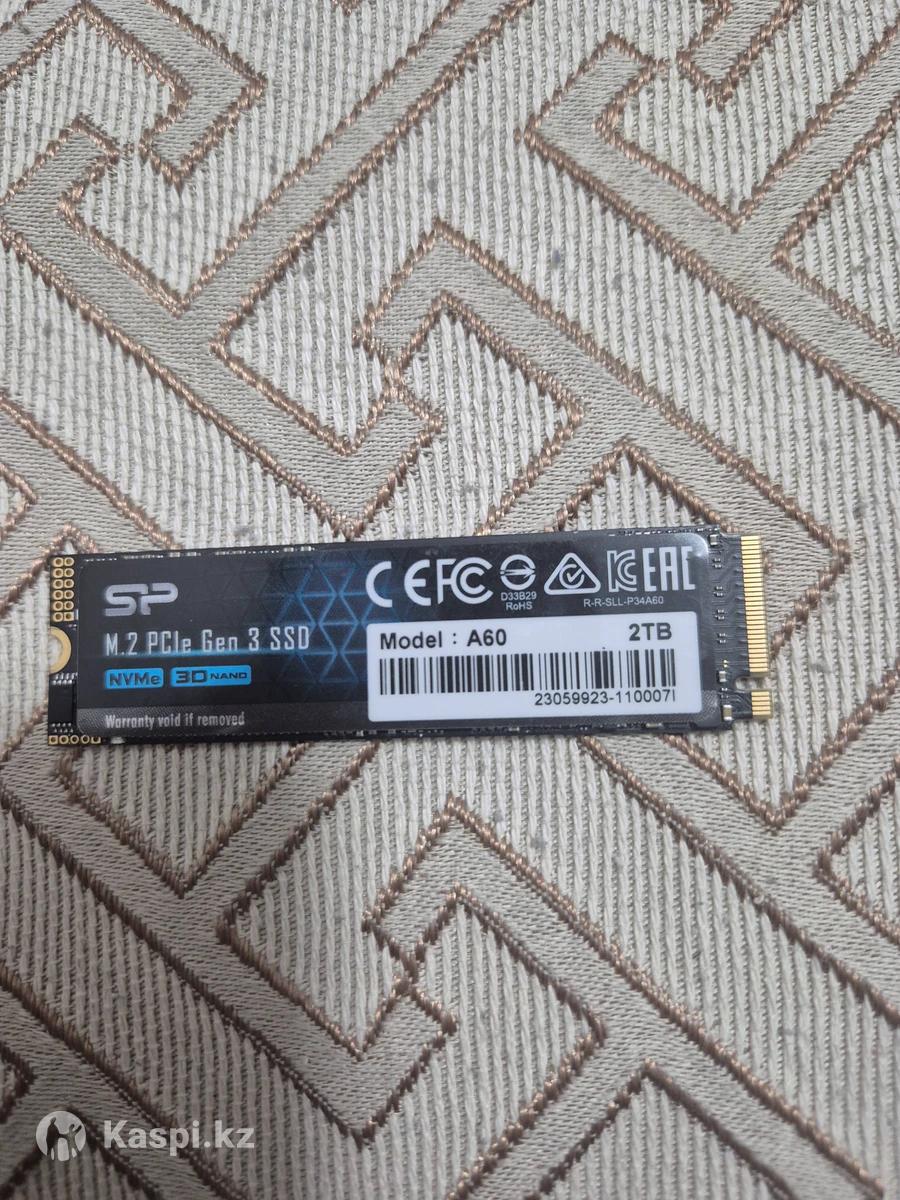 SP
M.2 PCIe Gen 3 SSD
NVMe 3D NAND
Warranty void if removed
CE FC D33B29 RoHS KC EAC
R-R-SLL-P34A60
Model : A60 2TB
23059923-110007I
Kaspi.kz